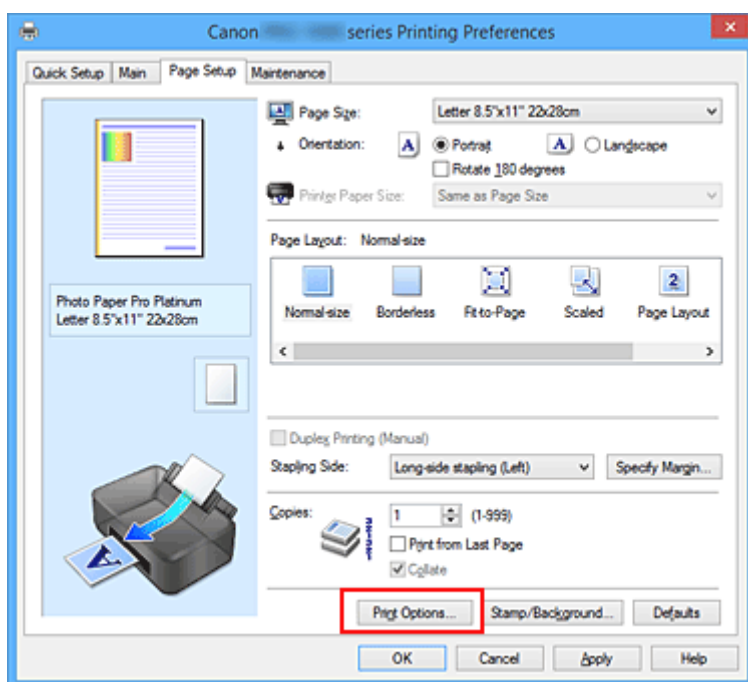 Canon series Printing Preferences
Quick Setup Main Page Setup Maintenance
Page Size: Letter 8.5"x11" 22x28cm
Orientation: A Portrait A Landscape
Rotate 180 degrees
Printer Paper Size: Same as Page Size
Page Layout: Normal-size
2
Normal-size Borderless Fit-to-Page Scaled Page Layout
Photo Paper Pro Platinum
Letter 8.5"x11" 22x28cm
Duplex Printing (Manual)
Stapling Side: Long-side stapling (Left) Specify Margin...
Copies: 1 (1-999)
Print from Last Page
Collate
A
Print Options... Stamp/Background... Defaults
OK Cancel Apply Help